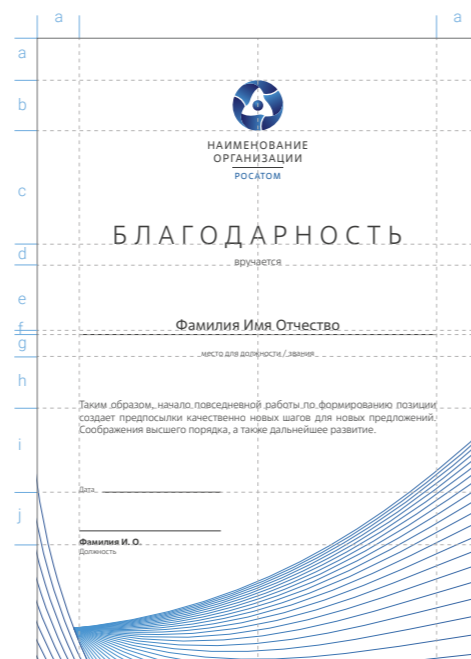 a
a
a
b
c
d
e
f
g
h
i
j
НАИМЕНОВАНИЕ
ОРГАНИЗАЦИИ
РОСАТОМ
БЛАГОДАРНОСТЬ
вручается
Фамилия Имя Отчество
место для должности / звания
Таким образом, начало повседневной работы по формированию позиции
создает предпосылки качественно новых шагов для новых предложений.
Соображения высшего порядка, а также дальнейшее развитие.
Дата
Фамилия И. О.
Должность